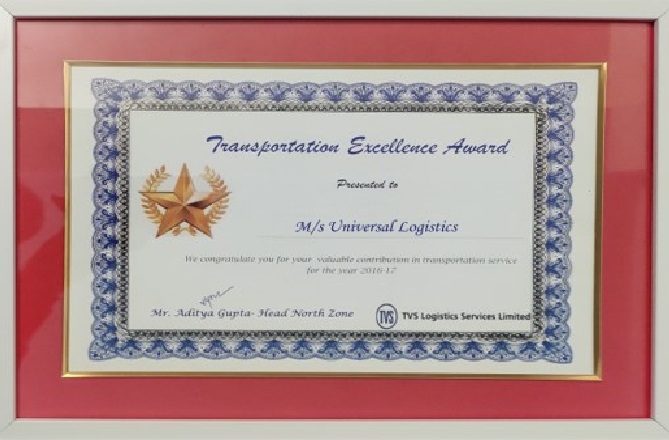 Transportation Excellence Award
Presented to
M/s Universal Logistics
We congratulate you for your valuable contribution in transportation service
for the year 2016-17
Mr. Aditya Gupta- Head North Zone
TVS TVS Logistics Services Limited